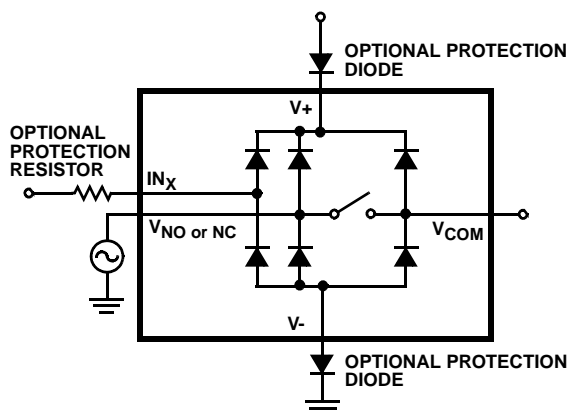 OPTIONAL PROTECTION
DIODE
V+
OPTIONAL
PROTECTION
RESISTOR
INX
VNO or NC
VCOM
V-
OPTIONAL PROTECTION
DIODE